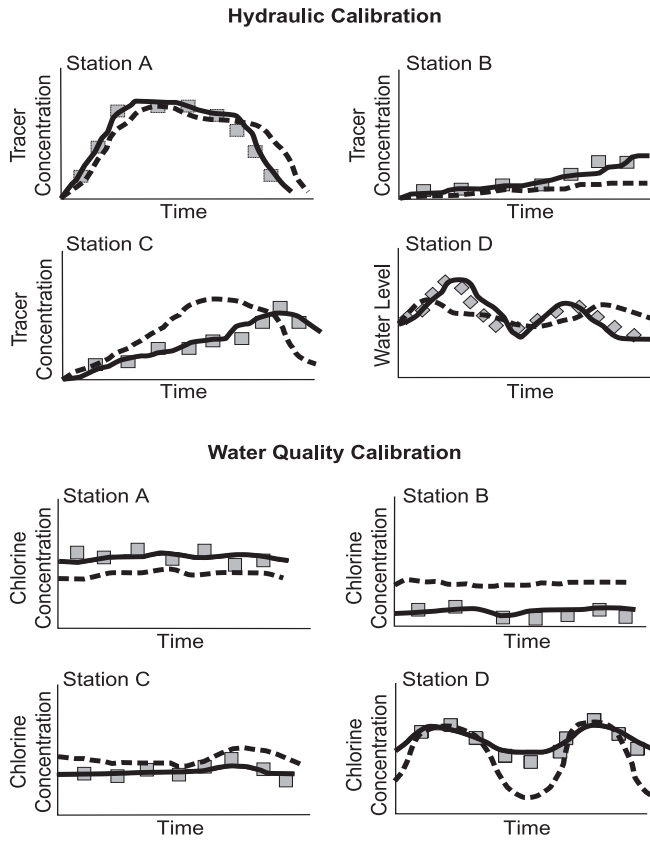 Hydraulic Calibration
Station A
Tracer
Concentration
Time
Station B
Tracer
Concentration
Time
Station C
Tracer
Concentration
Time
Station D
Water Level
Time
Water Quality Calibration
Station A
Chlorine
Concentration
Time
Station B
Chlorine
Concentration
Time
Station C
Chlorine
Concentration
Time
Station D
Chlorine
Concentration
Time